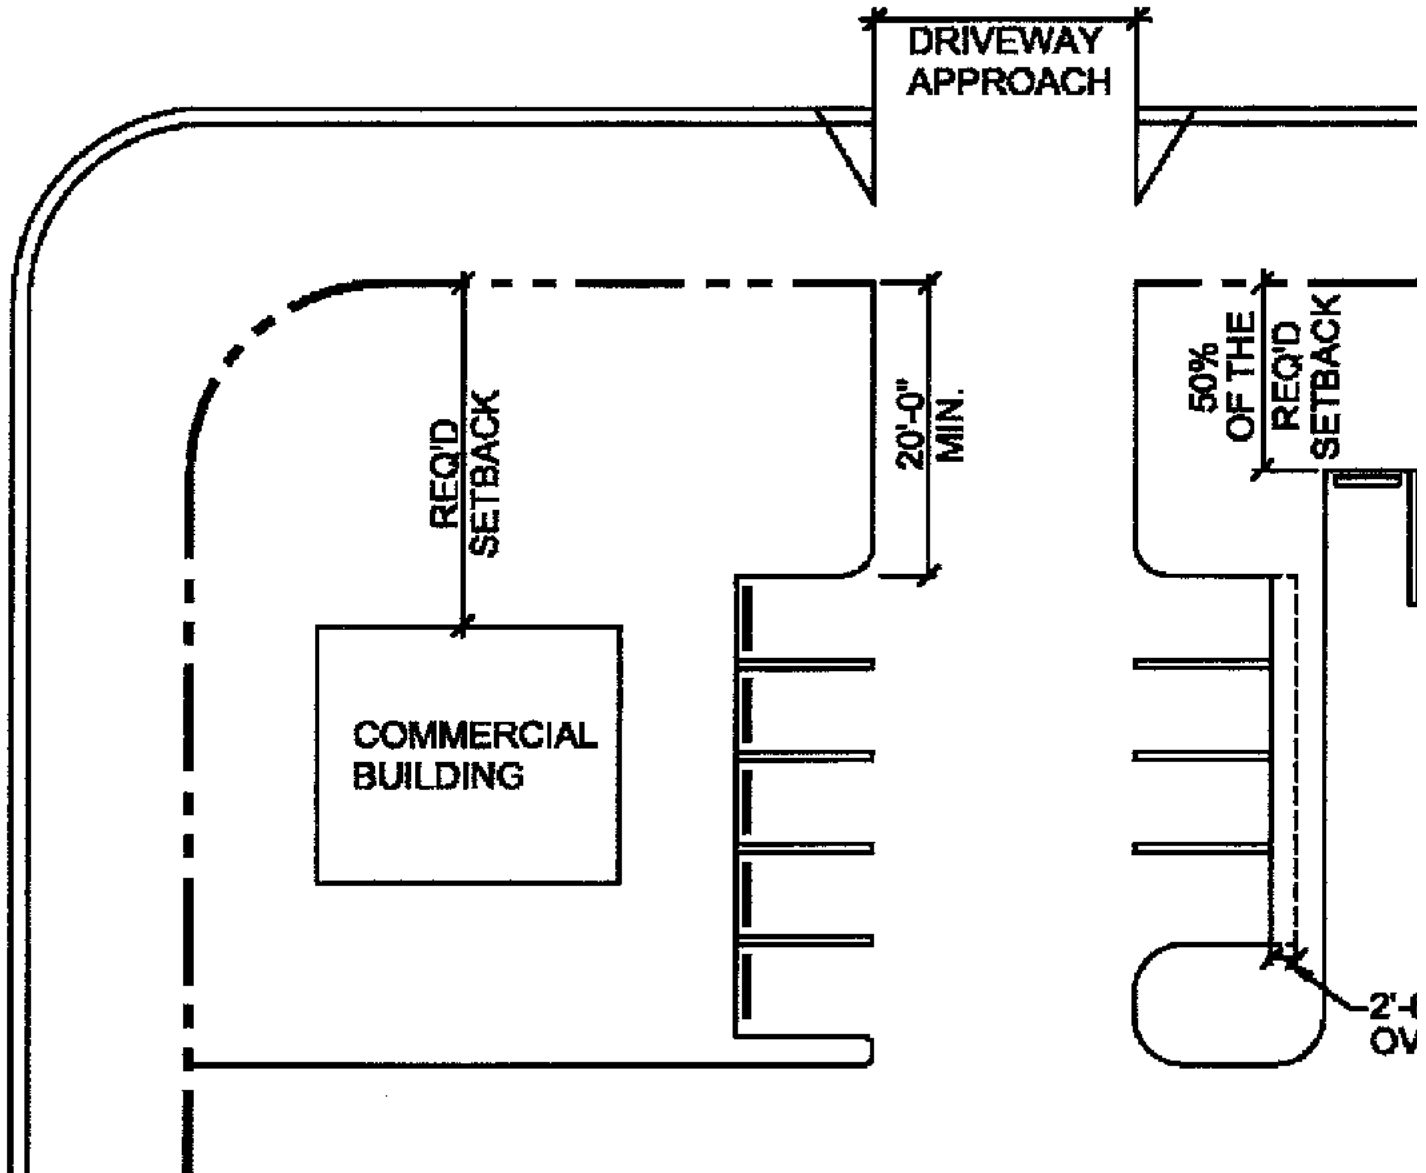 DRIVEWAY
APPROACH
50%
OF THE
REQ'D
SETBACK
20'-0"
MIN.
REQ'D
SETBACK
COMMERCIAL
BUILDING